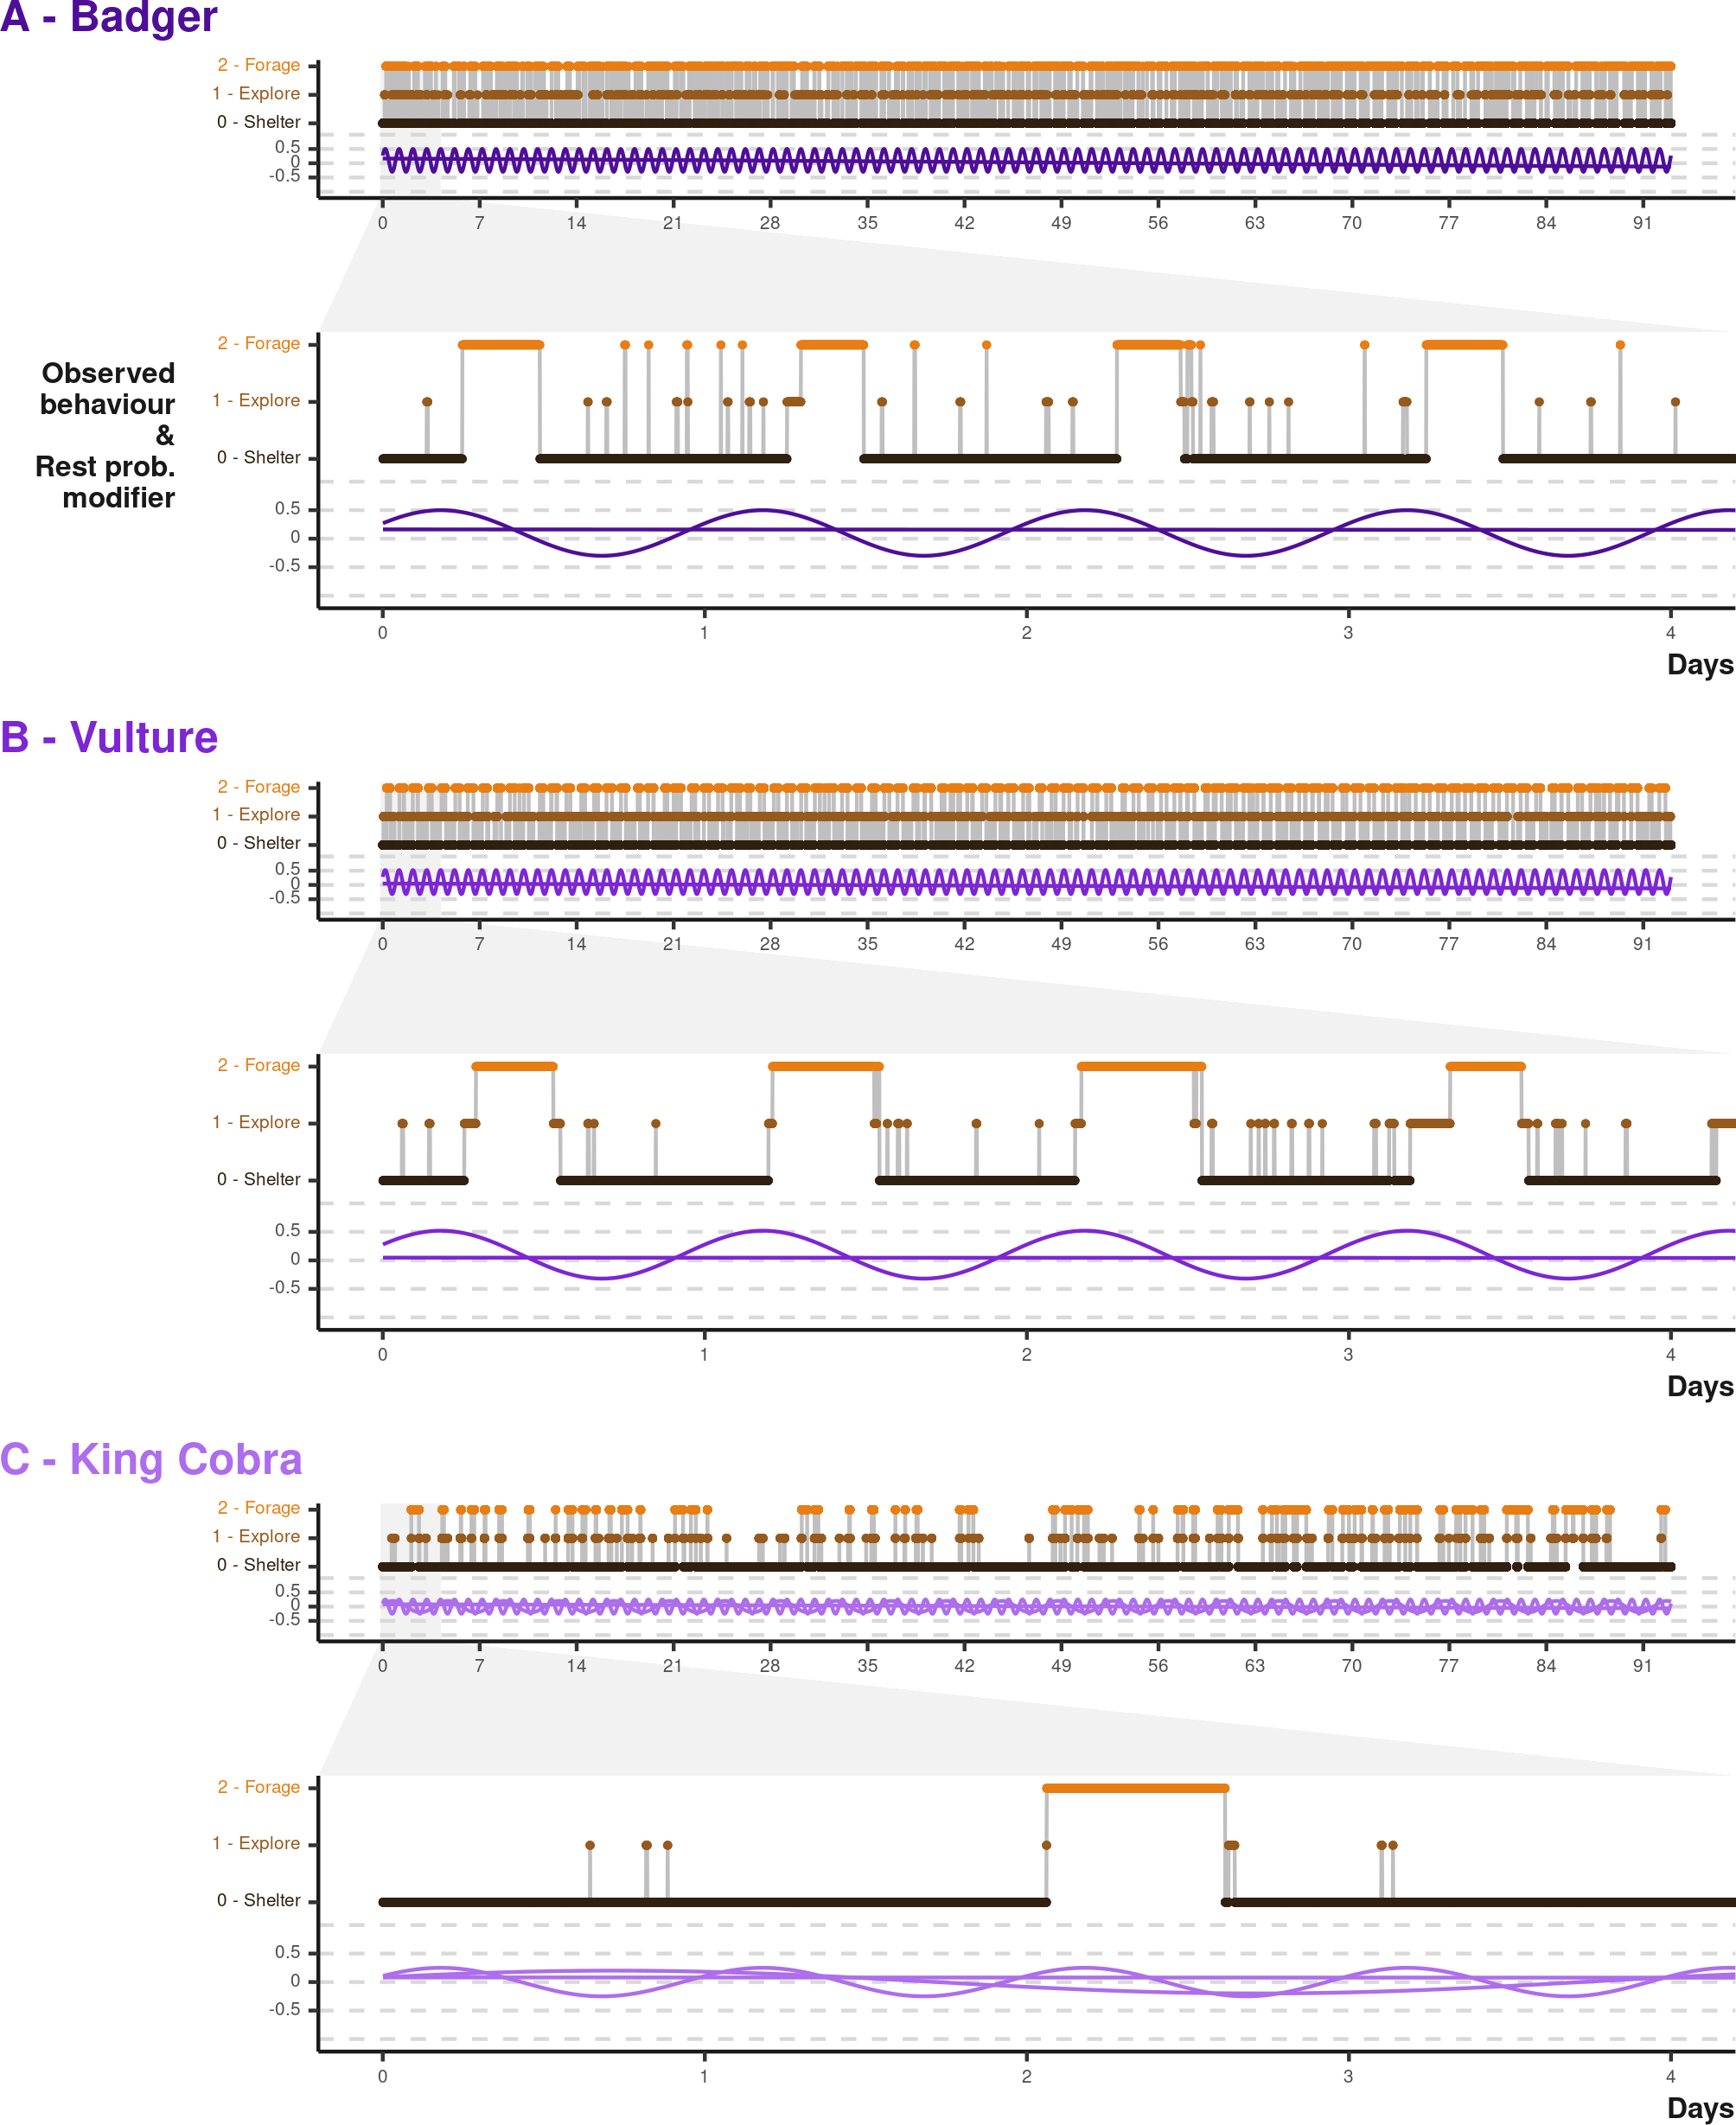 A - Badger
2 - Forage
1 - Explore
0 - Shelter
0.5
0
-0.5
0 7 14 21 28 35 42 49 56 63 70 77 84 91
Observed
behaviour
&
Rest prob.
modifier
2 - Forage
1 - Explore
0 - Shelter
0.5
0
-0.5
0 1 2 3 4
Days
B - Vulture
2 - Forage
1 - Explore
0 - Shelter
0.5
0
-0.5
0 7 14 21 28 35 42 49 56 63 70 77 84 91
2 - Forage
1 - Explore
0 - Shelter
0.5
0
-0.5
0 1 2 3 4
Days
C - King Cobra
2 - Forage
1 - Explore
0 - Shelter
0.5
0
-0.5
0 7 14 21 28 35 42 49 56 63 70 77 84 91
2 - Forage
1 - Explore
0 - Shelter
0.5
0
-0.5
0 1 2 3 4
Days